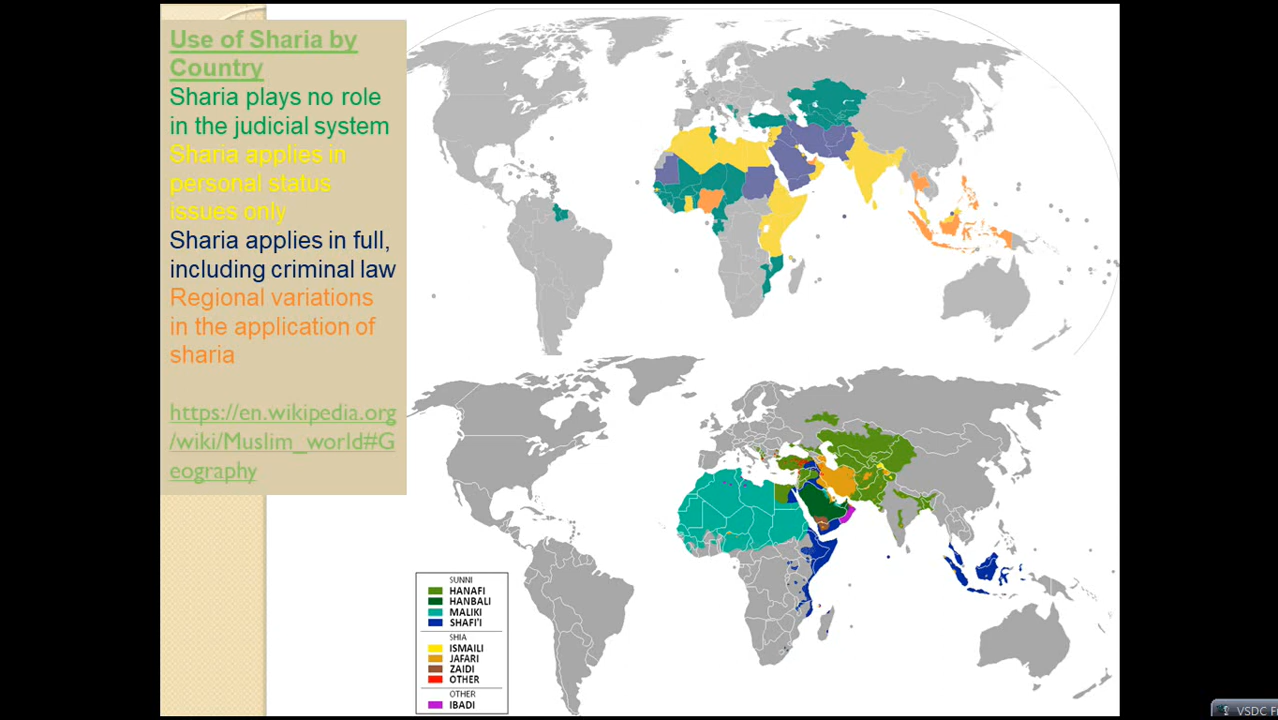 Use of Sharia by
Country
Sharia plays no role
in the judicial system
Sharia applies in
personal status
issues only
Sharia applies in full,
including criminal law
Regional variations
in the application of
sharia
https://en.wikipedia.org
/wiki/Muslim_world#G
eography
SUNNI
HANAFI
HANBALI
MALIKI
SHAFI'I
SHIA
ISMAILI
JAFARI
ZAIDI
OTHER
OTHER
IBADI
VSDC